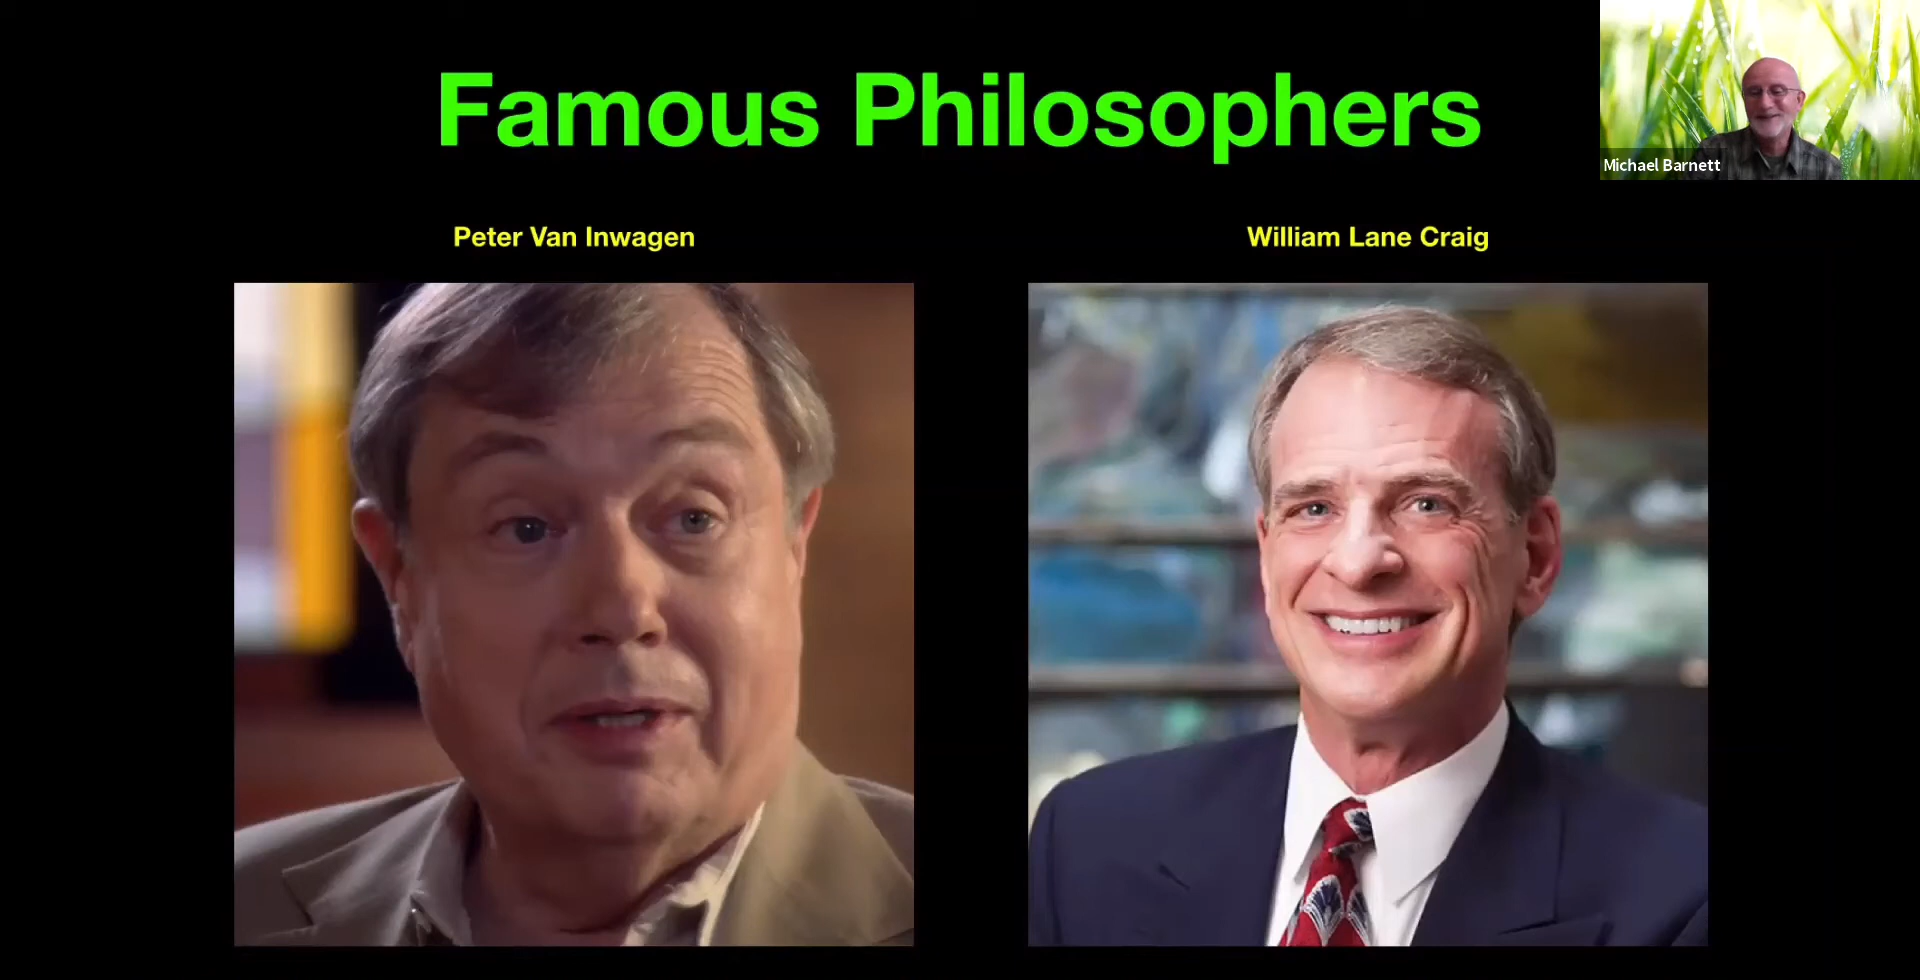 Famous Philosophers
Michael Barnett
Peter Van Inwagen
William Lane Craig